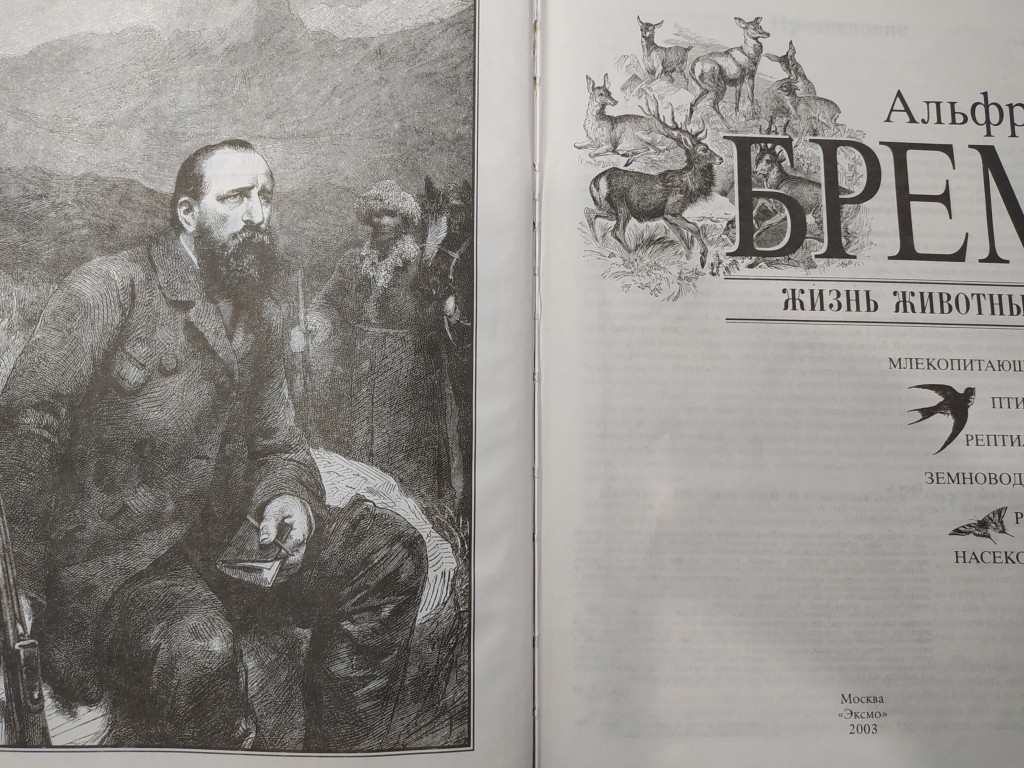 Альфр
БРЕМ
ЖИЗНЬ ЖИВОТНЫ
МЛЕКОПИТАЮЩ
ПТИ
РЕПТИЛ
ЗЕМНОВОД
Р
НАСЕКО
Москва
«Эксмо»
2003